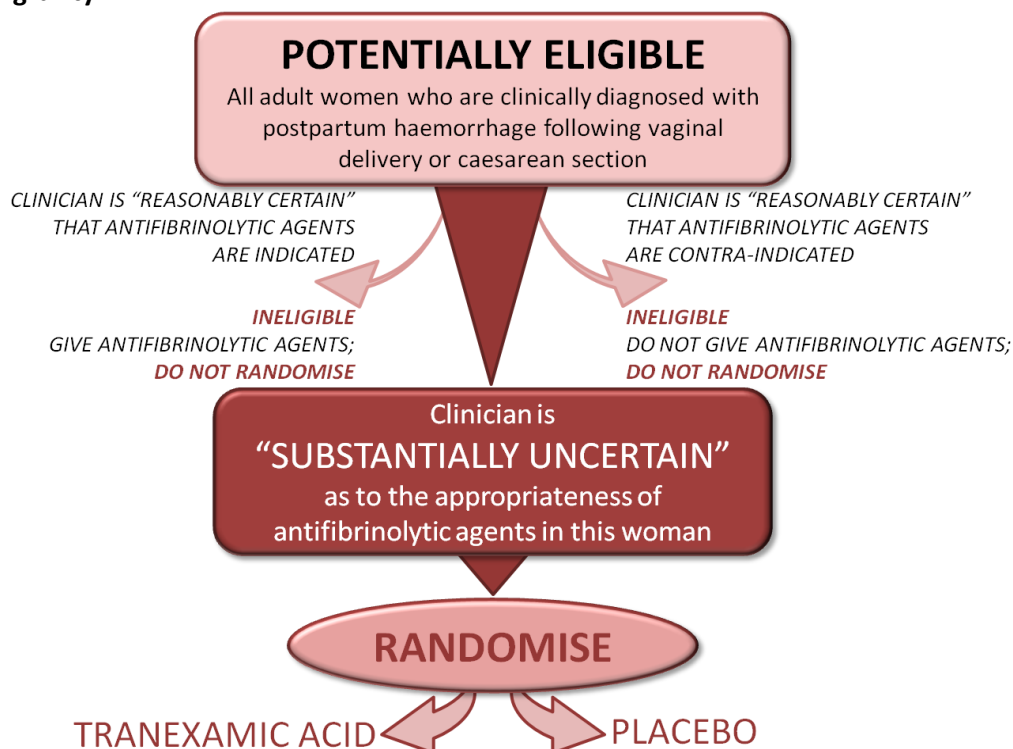 POTENTIALLY ELIGIBLE
All adult women who are clinically diagnosed with
postpartum haemorrhage following vaginal
delivery or caesarean section
CLINICIAN IS “REASONABLY CERTAIN”
THAT ANTIFIBRINOLYTIC AGENTS
ARE INDICATED
CLINICIAN IS “REASONABLY CERTAIN”
THAT ANTIFIBRINOLYTIC AGENTS
ARE CONTRA-INDICATED
INELIGIBLE
GIVE ANTIFIBRINOLYTIC AGENTS;
DO NOT RANDOMISE
INELIGIBLE
DO NOT GIVE ANTIFIBRINOLYTIC AGENTS;
DO NOT RANDOMISE
Clinician is
“SUBSTANTIALLY UNCERTAIN”
as to the appropriateness of
antifibrinolytic agents in this woman
RANDOMISE
TRANEXAMIC ACID
PLACEBO